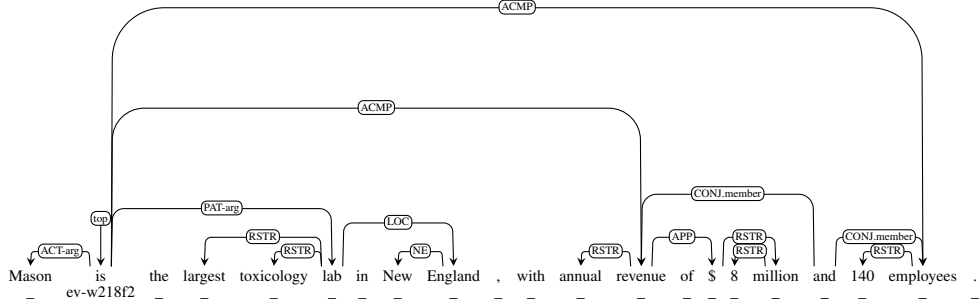 ACMP
ACMP
CONJ.member
PAT-arg
top
LOC
RSTR
APP
RSTR
CONJ.member
ACT-arg
RSTR
NE
RSTR
RSTR
RSTR
Mason is the largest toxicology lab in New England , with annual revenue of $ 8 million and 140 employees .
_ ev-w218f2 _ _ _ _ _ _ _ _ _ _ _ _ _ _ _ _ _ _ _